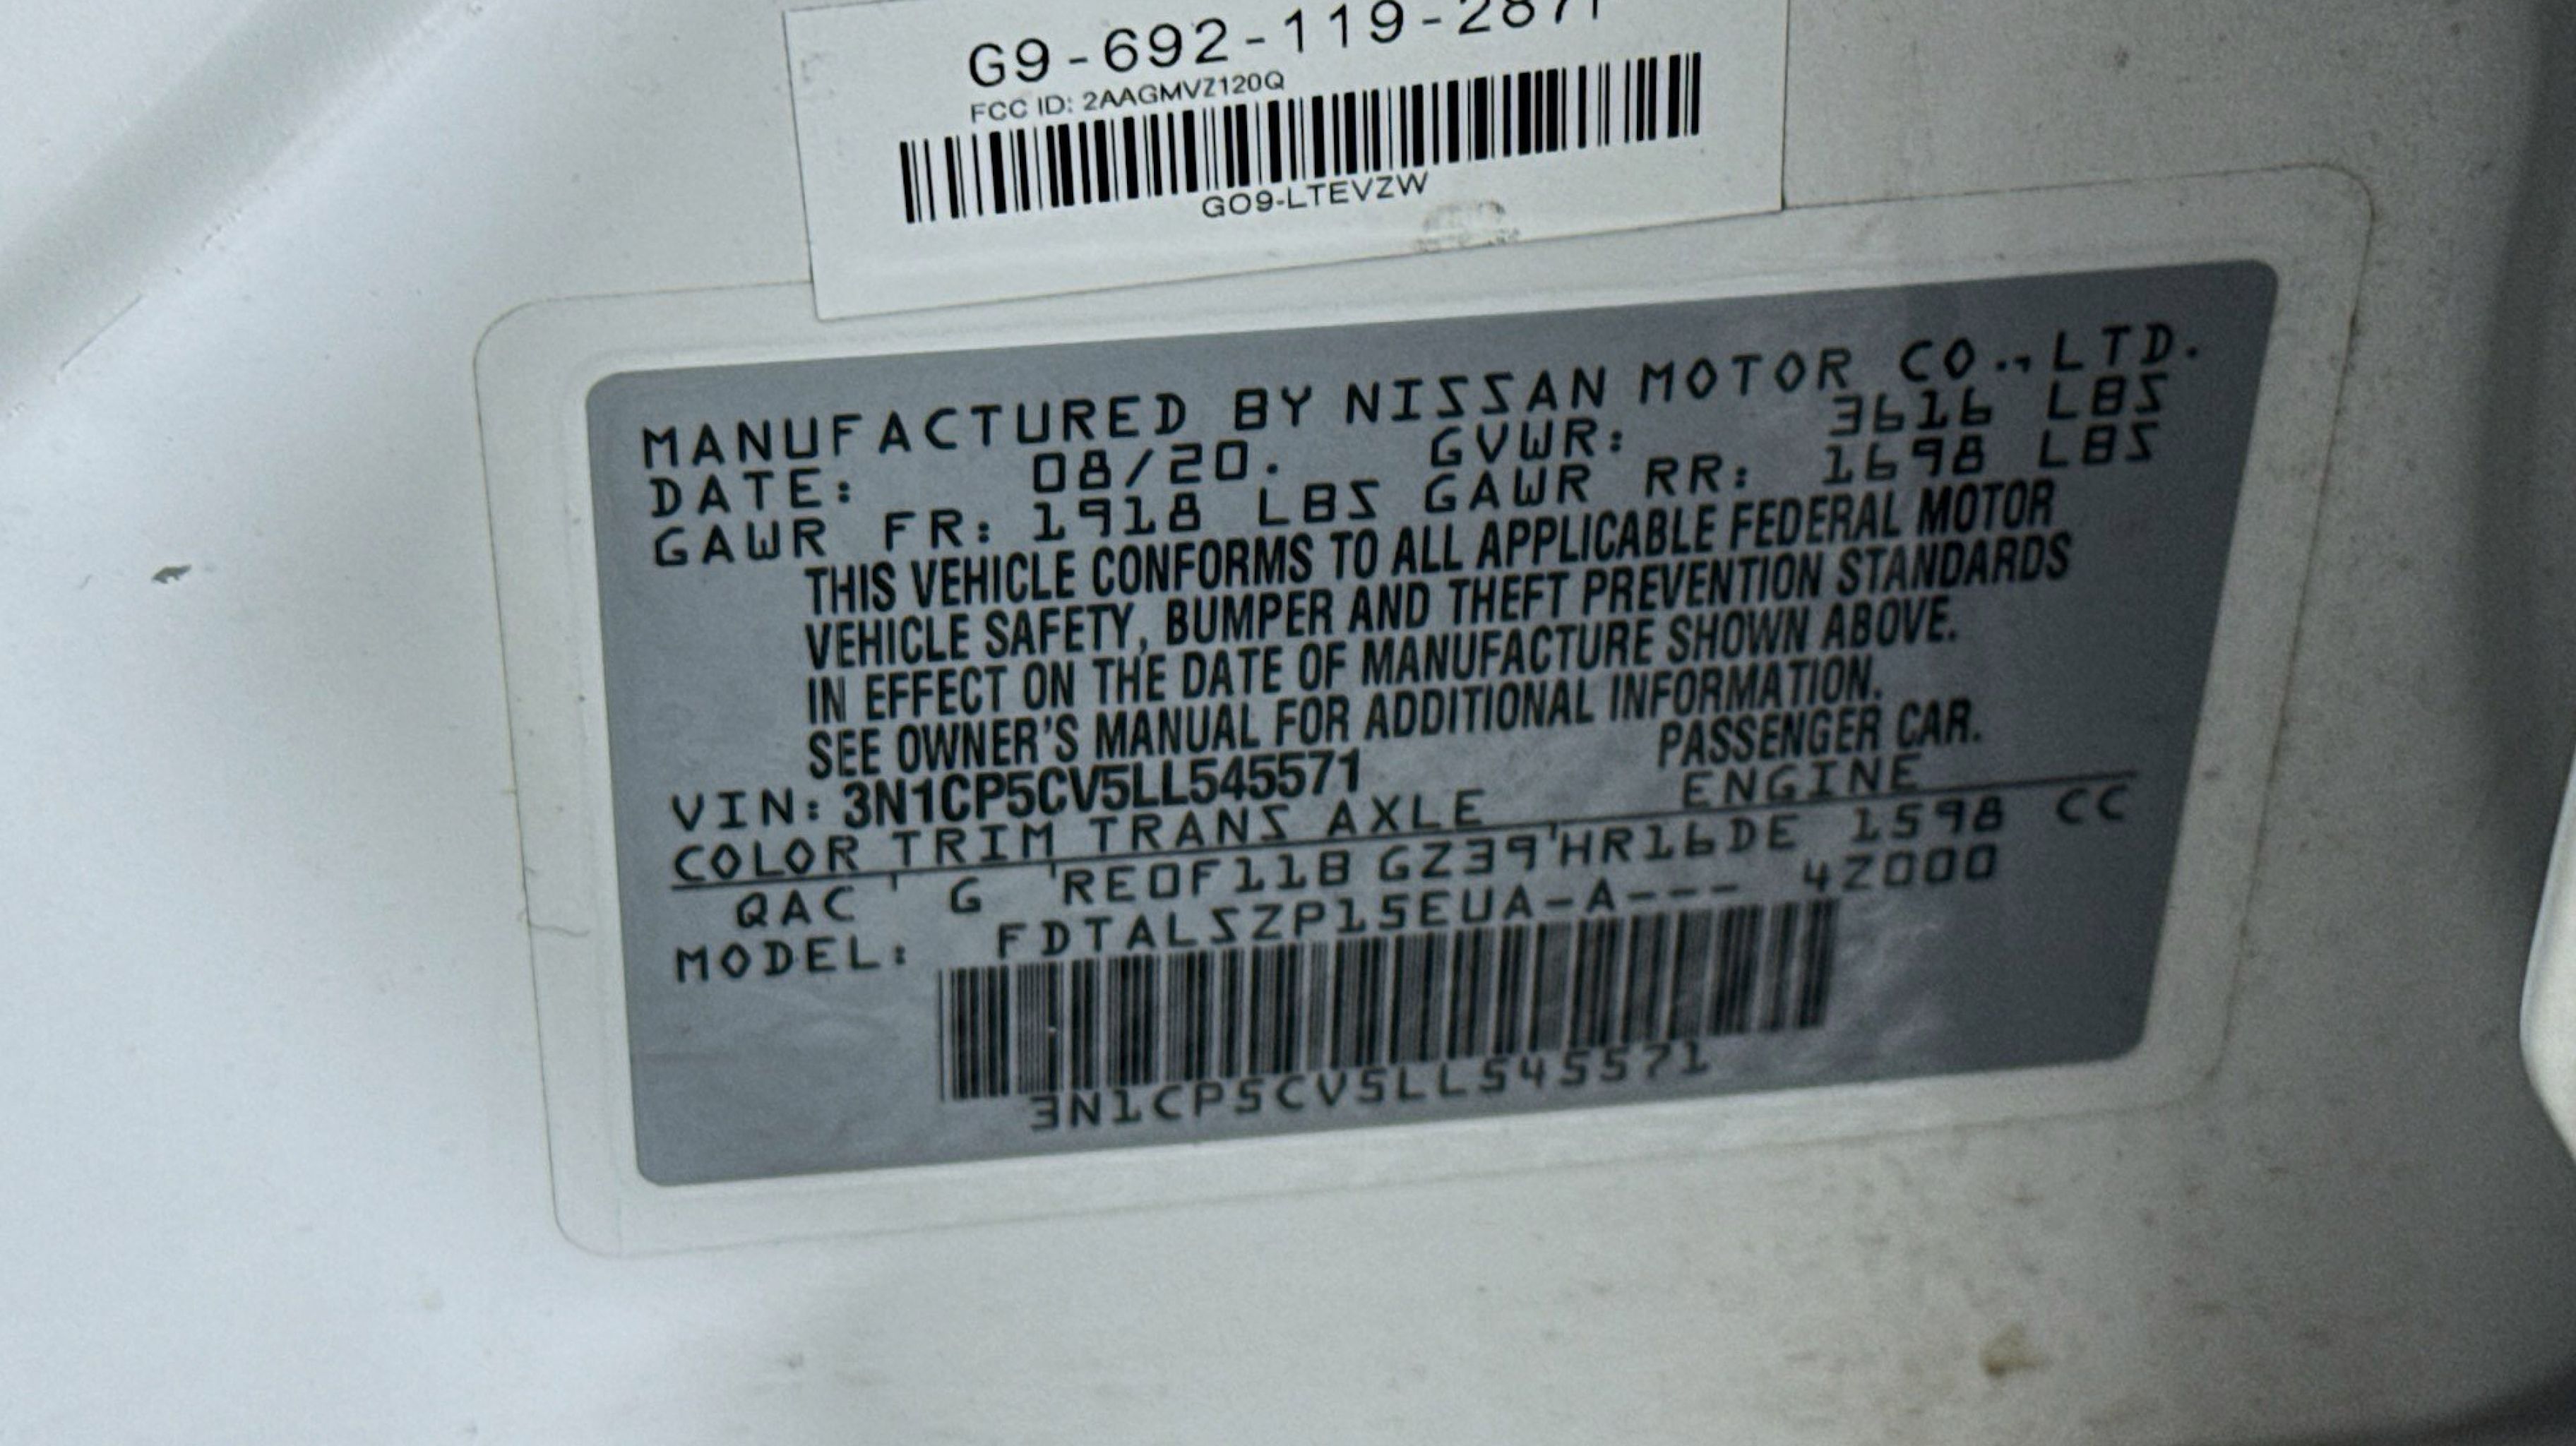 G9-692-119-2871
FCC ID: 2AAGMVZ120Q
GO9-LTEVZW
MANUFACTURED BY NISSAN MOTOR CO.,LTD.
DATE: 08/20. GVWR: 3616 LBS
GAWR FR: 1918 LBS GAWR RR: 1698 LBS
THIS VEHICLE CONFORMS TO ALL APPLICABLE FEDERAL MOTOR
VEHICLE SAFETY, BUMPER AND THEFT PREVENTION STANDARDS
IN EFFECT ON THE DATE OF MANUFACTURE SHOWN ABOVE.
SEE OWNER'S MANUAL FOR ADDITIONAL INFORMATION.
VIN: 3N1CP5CV5LL545571 PASSENGER CAR.
COLOR TRIM TRANS AXLE ENGINE
QAC G RE0F11B GZ39 HR16DE 1598 CC
MODEL: FDTALSZP15EUA-A--- 4Z000
3N1CP5CV5LL545571